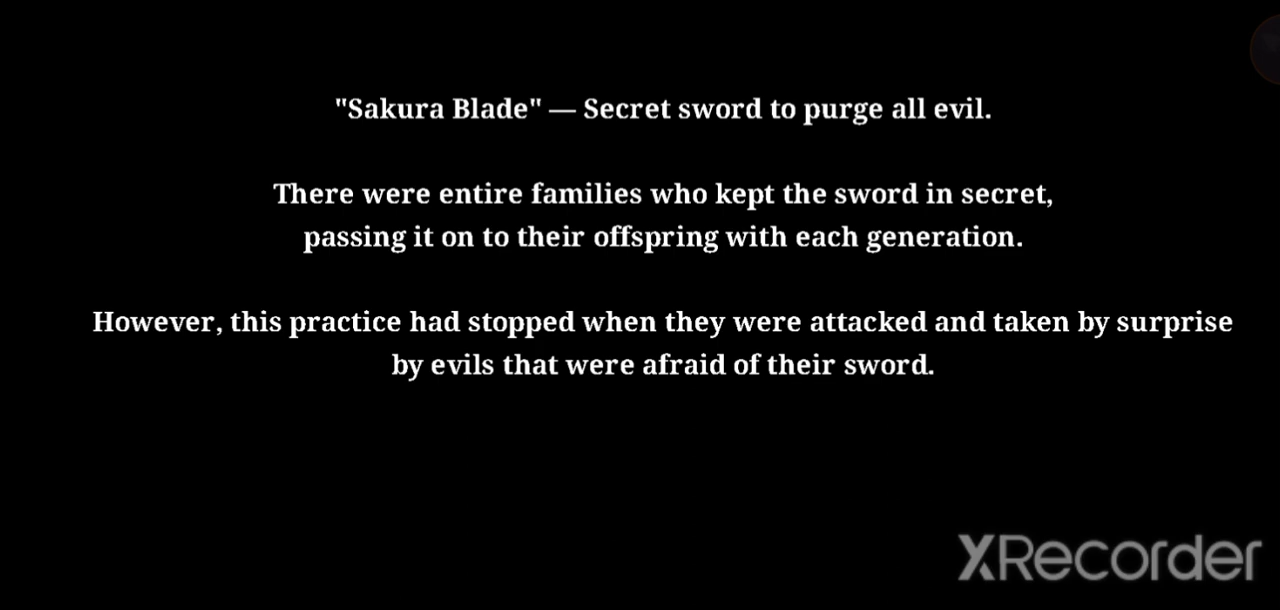 "Sakura Blade" — Secret sword to purge all evil.
There were entire families who kept the sword in secret,
passing it on to their offspring with each generation.
However, this practice had stopped when they were attacked and taken by surprise
by evils that were afraid of their sword.
XRecorder